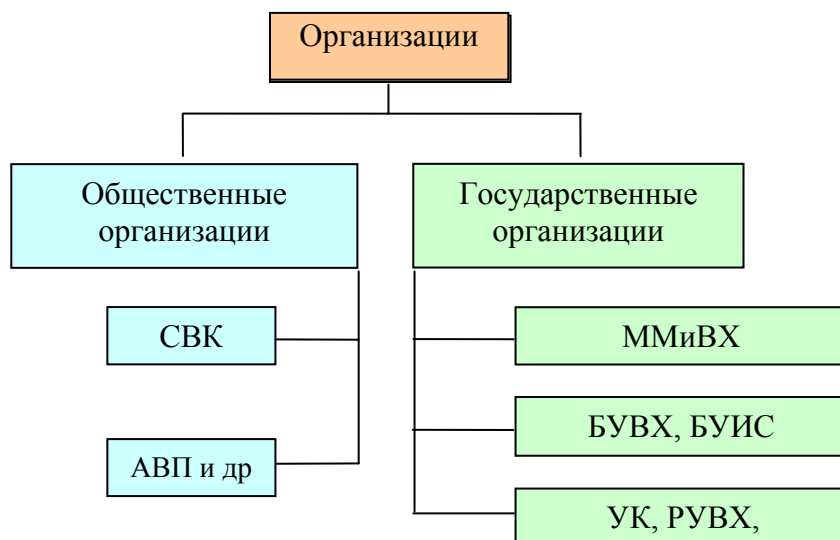 Организации
Общественные
организации
Государственные
организации
СВК
АВП и др
ММиВХ
БУВХ, БУИС
УК, РУВХ,